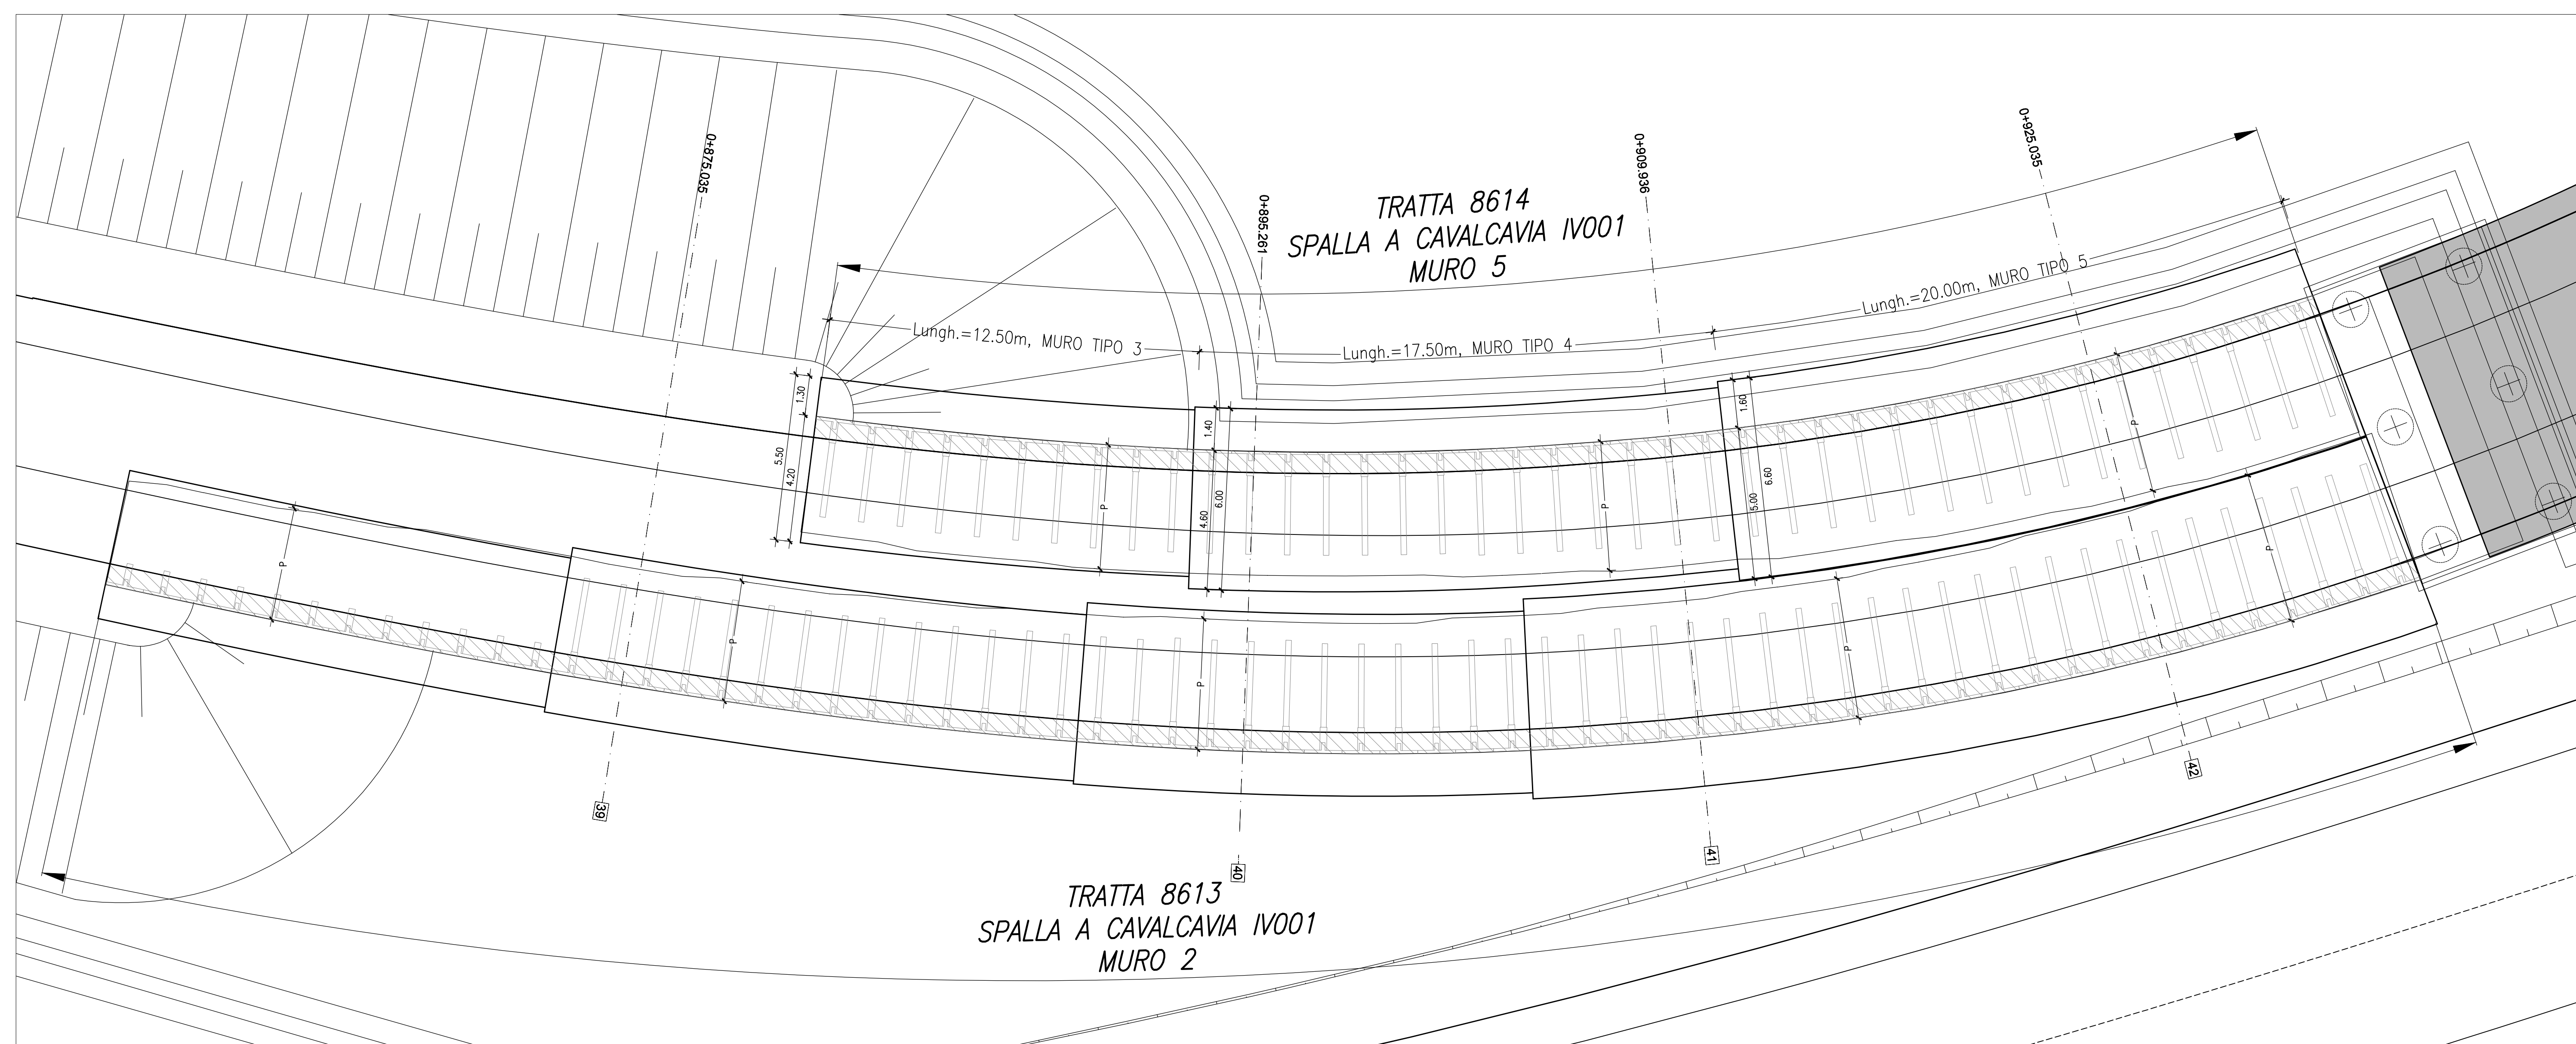 0+875.035
0+895.261
0+909.936
0+925.035
TRATTA 8614
SPALLA A CAVALCAVIA IV001
MURO 5
Lungh.=12.50m, MURO TIPO 3
Lungh.=17.50m, MURO TIPO 4
Lungh.=20.00m, MURO TIPO 5
1.30
5.50
4.20
1.40
4.60
6.00
1.60
5.00
6.60
P
P
P
P
P
P
P
P
39
40
41
42
TRATTA 8613
SPALLA A CAVALCAVIA IV001
MURO 2